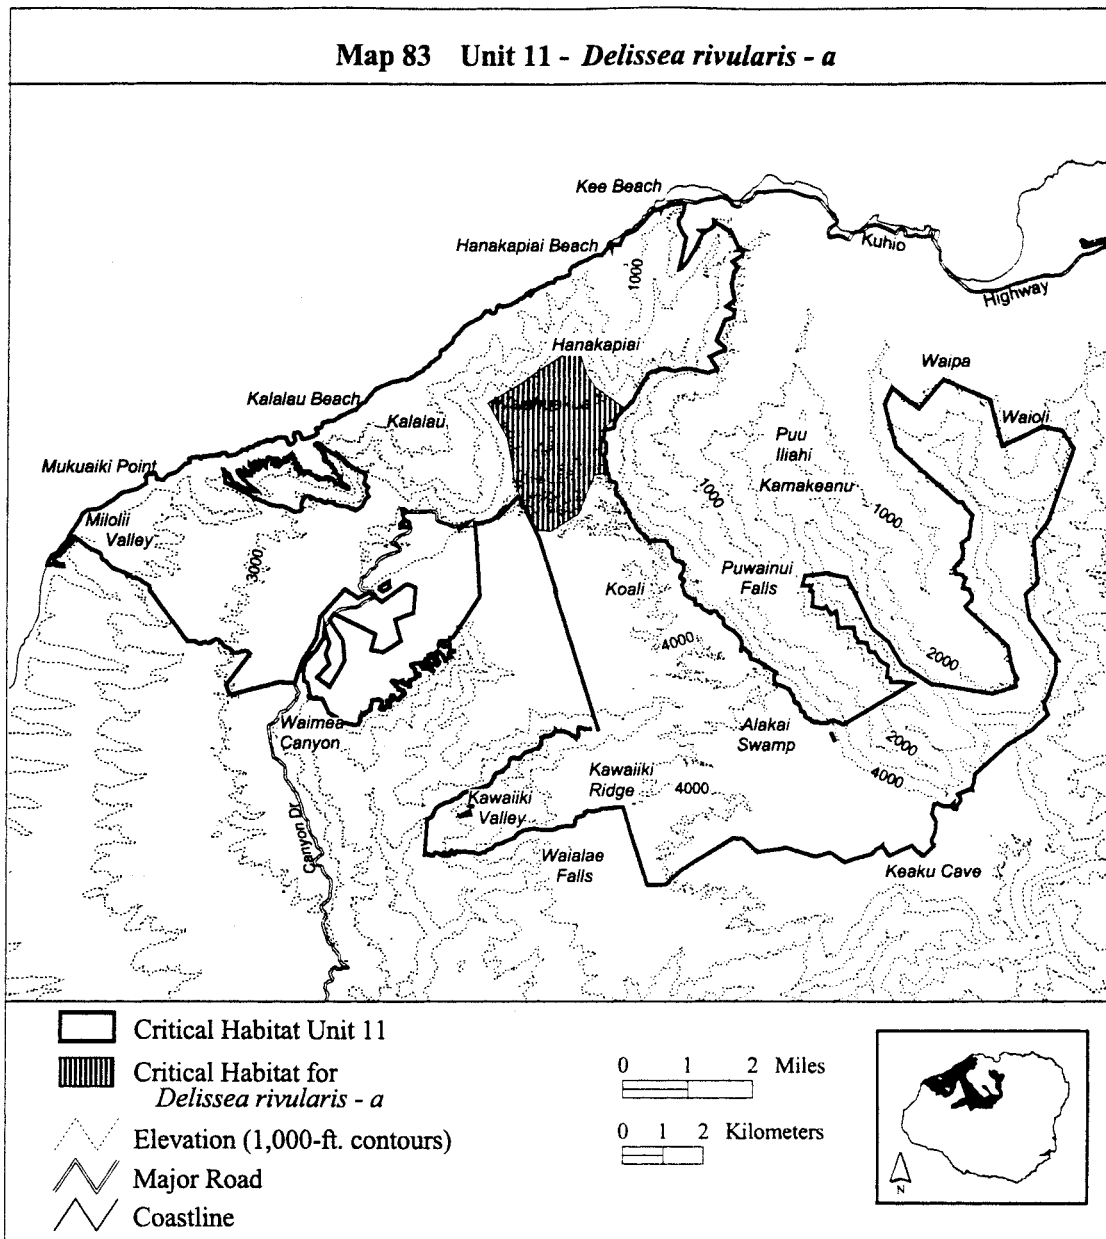 Map 83 Unit 11 - Delissea rivularis - a
Kee Beach
Hanakapiai Beach
Kuhio
Highway
1000
Hanakapiai
Waipa
Kalalau Beach
Kalalau
Waioli
Puu
Iliahi
Mukuaiki Point
Kamakeanu
1000
1000
Milolii
Valley
3000
Puwainui
Falls
Koali
4000
2000
Waimea
Canyon
Alakai
Swamp
2000
Kawaiiki
Ridge
4000
4000
Kawaiiki
Valley
Canyon Dr
Waialae
Falls
Keaku Cave
Critical Habitat Unit 11
Critical Habitat for
Delissea rivularis - a
Elevation (1,000-ft. contours)
Major Road
Coastline
0 1 2 Miles
0 1 2 Kilometers
N